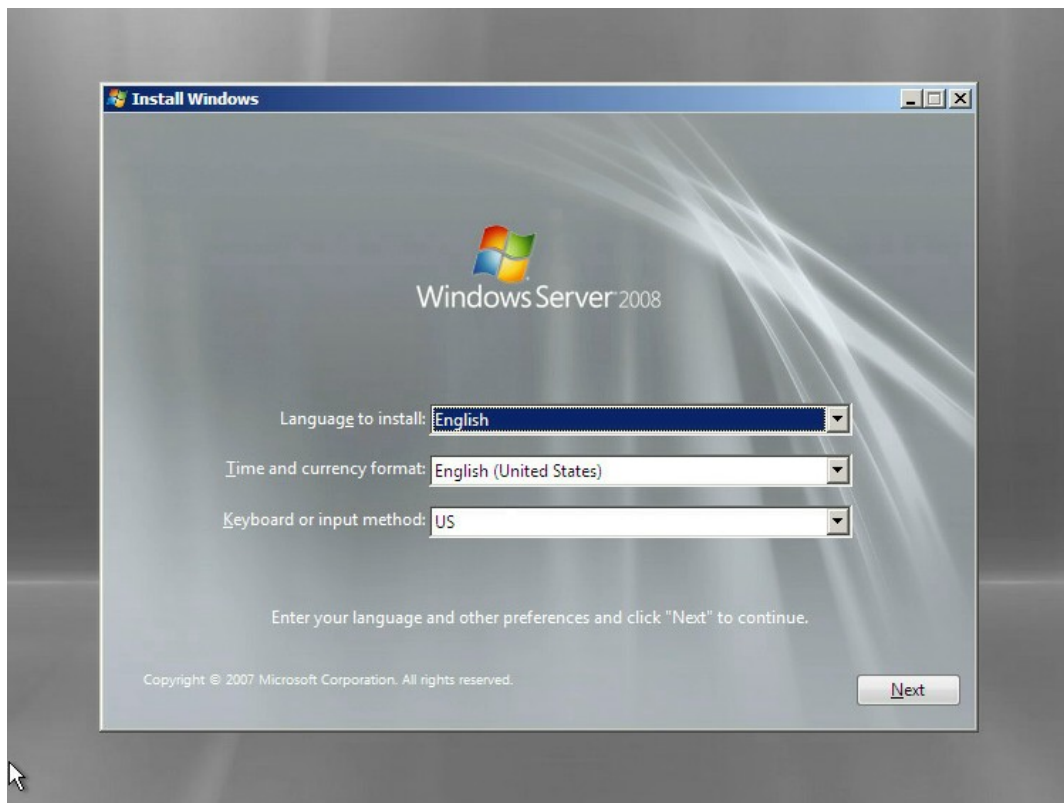 Install Windows
Windows Server 2008
Language to install: English
Time and currency format: English (United States)
Keyboard or input method: US
Enter your language and other preferences and click "Next" to continue.
Copyright © 2007 Microsoft Corporation. All rights reserved.
Next